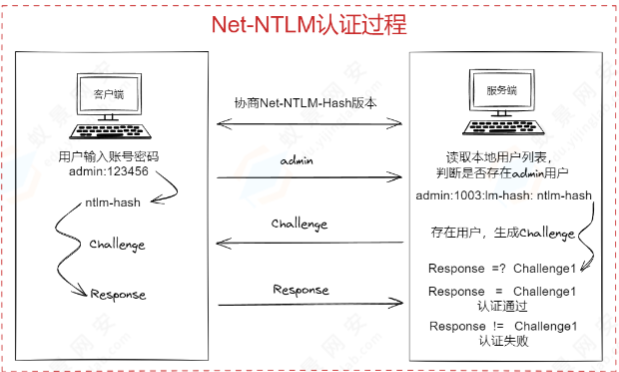 Net-NTLM认证过程
客户端
用户输入账号密码
admin:123456
ntlm-hash
Challenge
Response
协商Net-NTLM-Hash版本
admin
Challenge
Response
服务端
读取本地用户列表，
判断是否存在admin用户
admin:1003:lm-hash: ntlm-hash
存在用户，生成Challenge
Response =? Challenge1
Response = Challenge1
认证通过
Response != Challenge1
认证失败